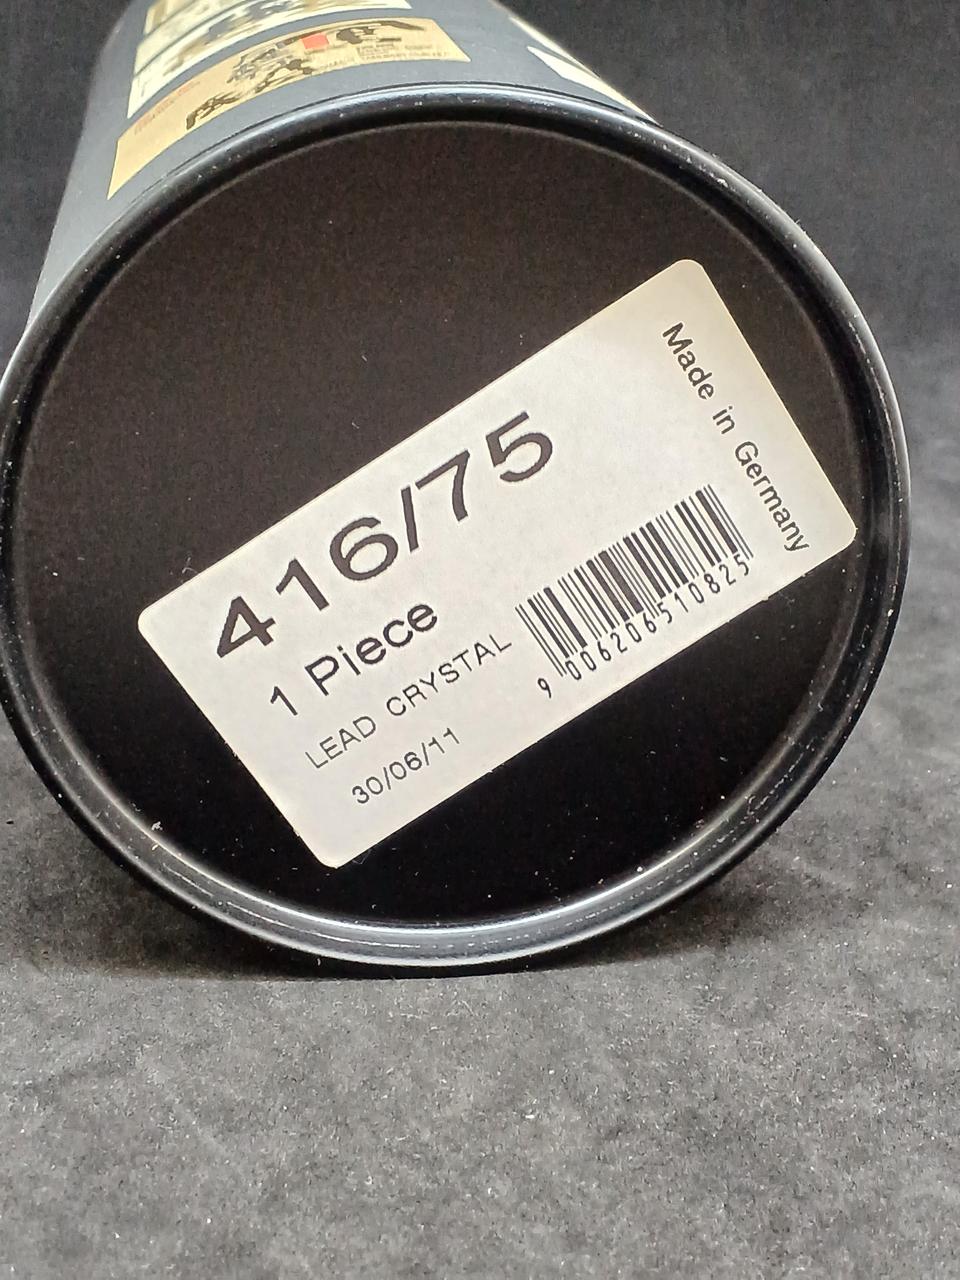 416/75
1 Piece
LEAD CRYSTAL
30/06/11
9 006206 510825
Made in Germany